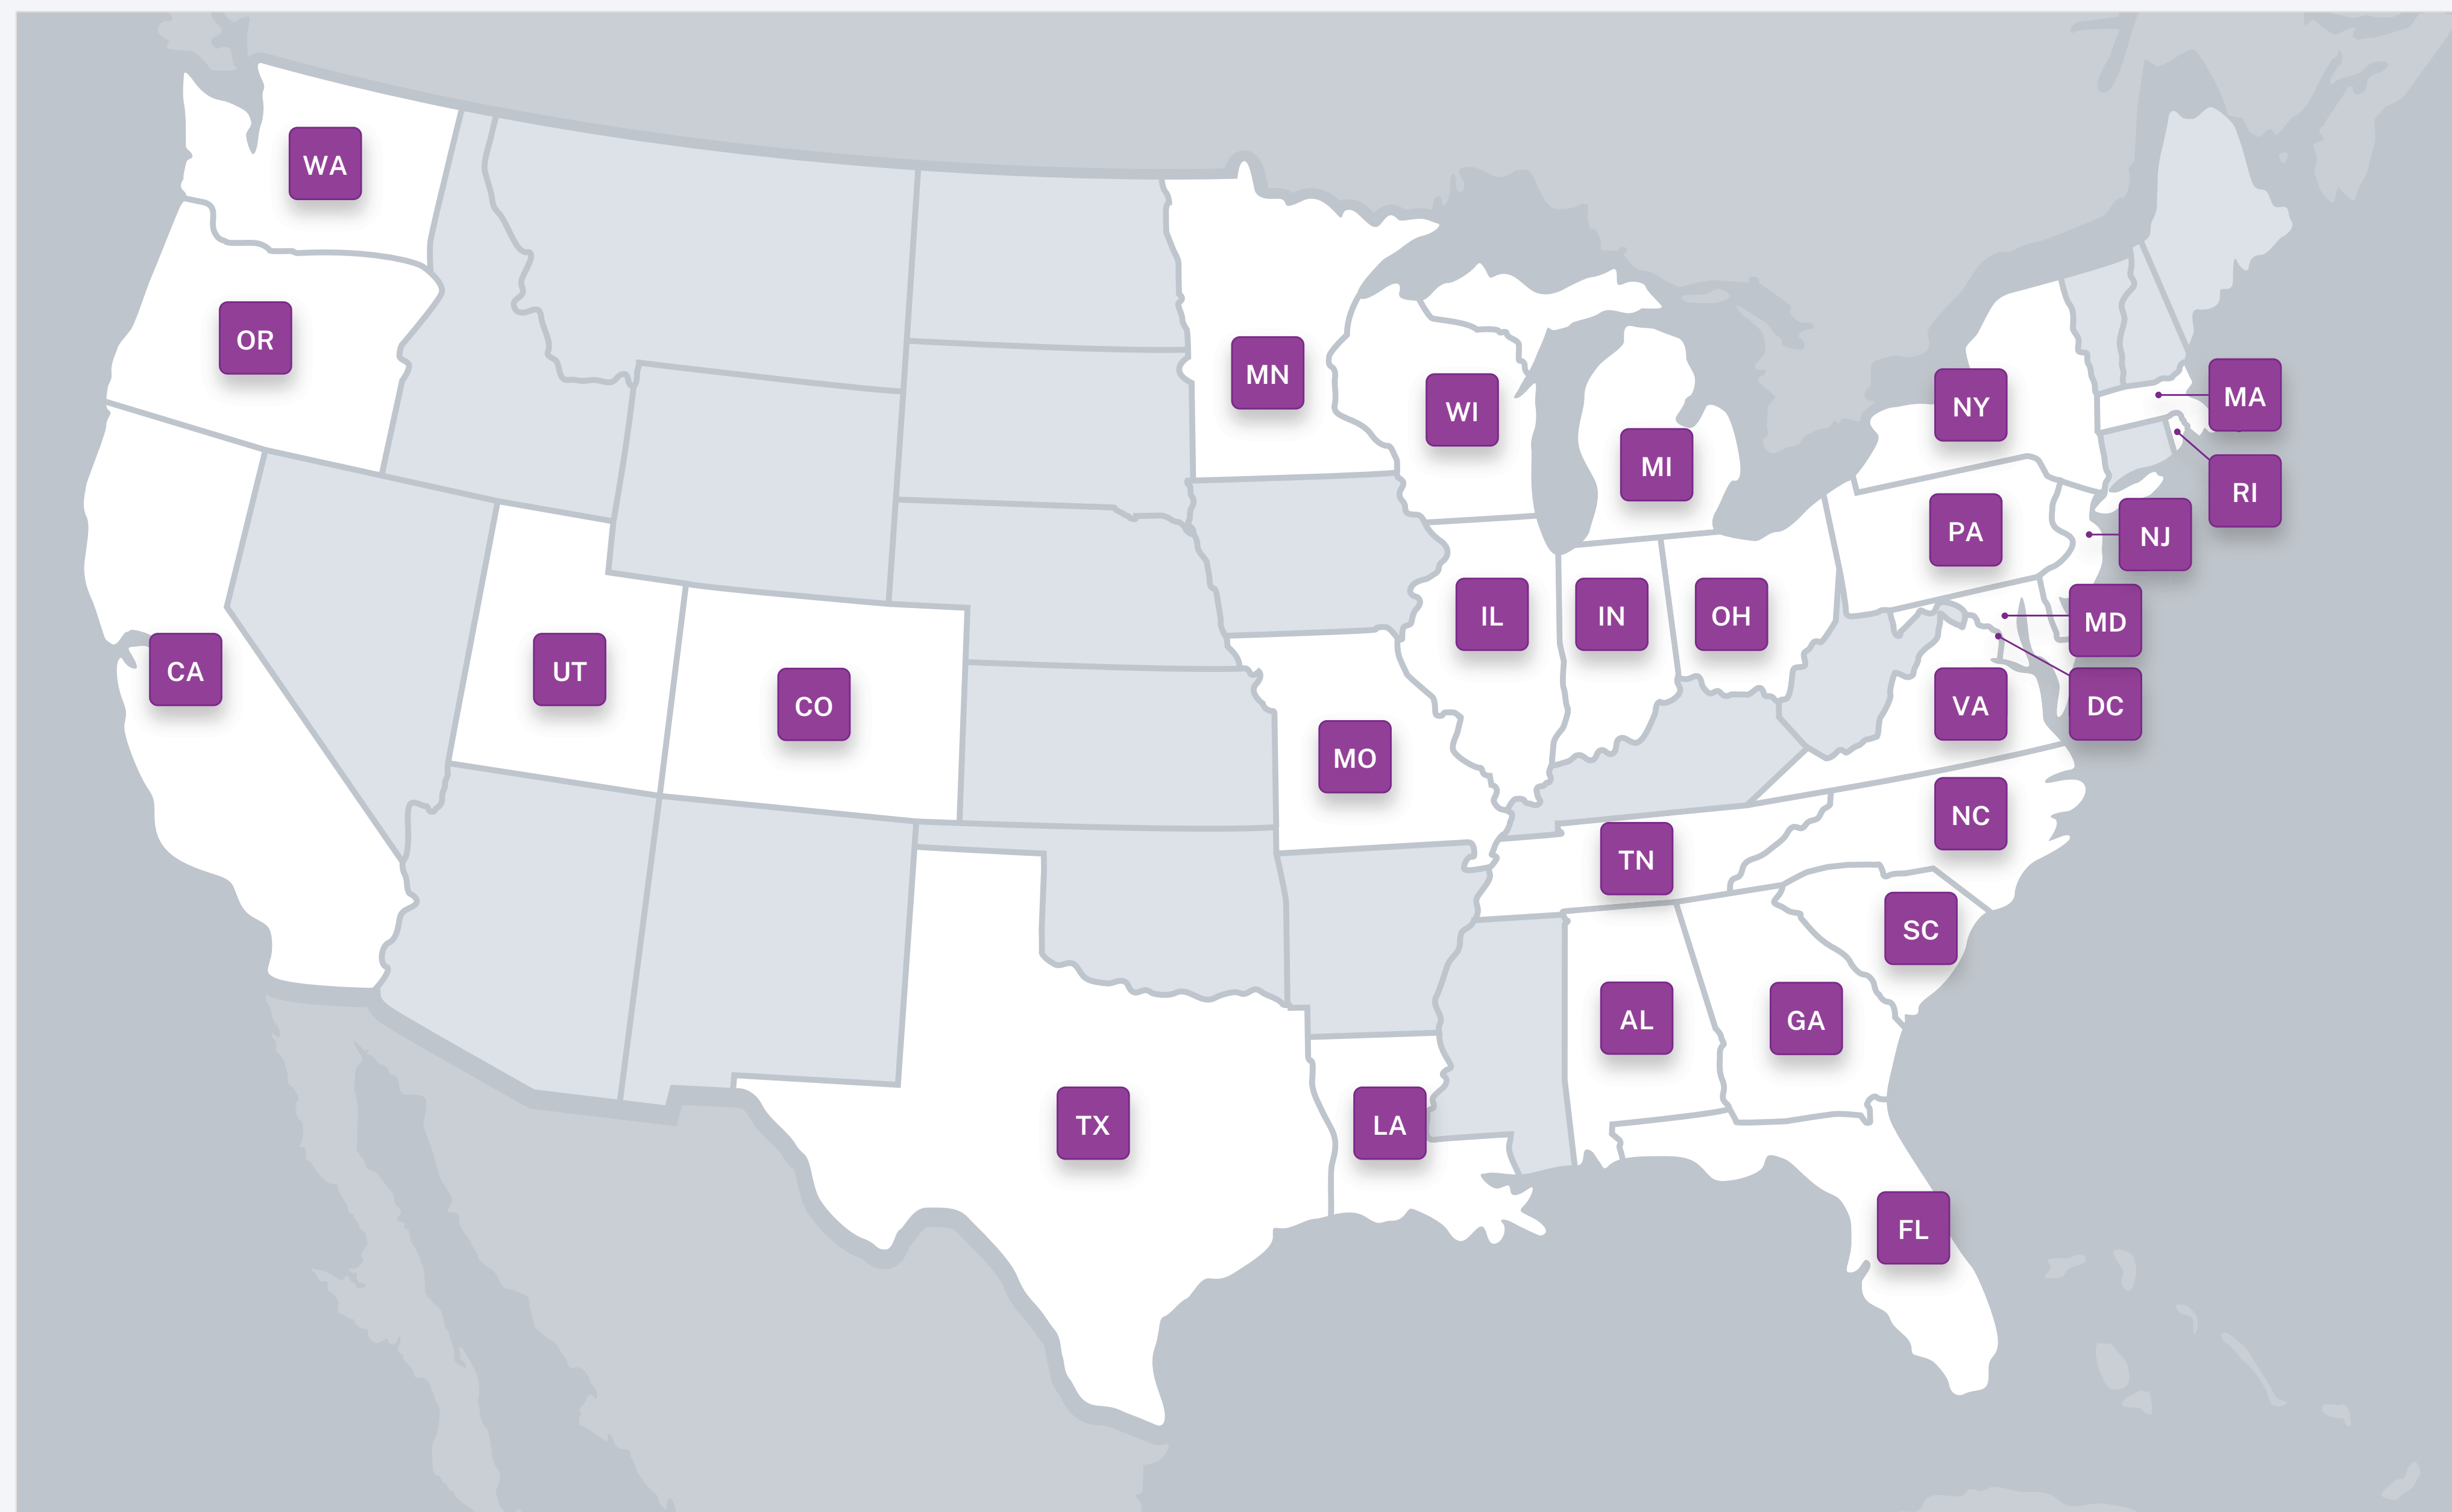 WA
OR
MN
WI
MI
NY
MA
RI
PA
NJ
CA
UT
CO
IL
IN
OH
MD
VA
DC
MO
NC
TN
SC
AL
GA
TX
LA
FL